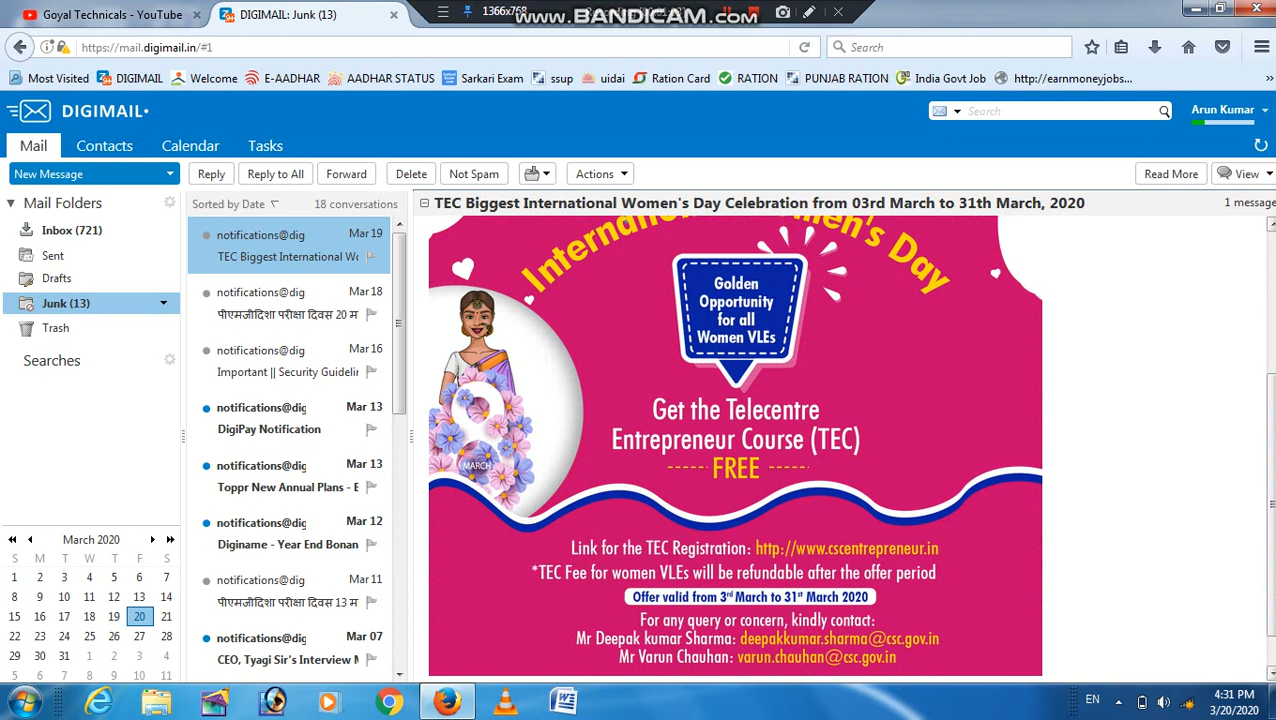 Goyal Technicals - YouTube
DIGIMAIL: Junk (13)
1366x768
www.BANDICAM.com
https://mail.digimail.in/#1
Search
Most Visited
DIGIMAIL
Welcome
E-AADHAR
AADHAR STATUS
Sarkari Exam
ssup
uidai
Ration Card
RATION
PUNJAB RATION
India Govt Job
http://earnmoneyjobs...
DIGIMAIL
Search
Arun Kumar
Mail
Contacts
Calendar
Tasks
New Message
Reply
Reply to All
Forward
Delete
Not Spam
Actions
Read More
View
Mail Folders
Inbox (721)
Sent
Drafts
Junk (13)
Trash
Searches
Sorted by Date
18 conversations
notifications@dig Mar 19
TEC Biggest International Wo
notifications@dig Mar 18
पीएमजीदिशा परीक्षा दिवस 20 म
notifications@dig Mar 16
Important || Security Guidelin
notifications@dig Mar 13
DigiPay Notification
notifications@dig Mar 13
Toppr New Annual Plans - E
notifications@dig Mar 12
Diginame - Year End Bonan
notifications@dig Mar 11
पीएमजीदिशा परीक्षा दिवस 13 म
notifications@dig Mar 07
CEO, Tyagi Sir's Interview M
March 2020
S M T W T F S
1 2 3 4 5 6 7
8 9 10 11 12 13 14
15 16 17 18 19 20 21
22 23 24 25 26 27 28
29 30 31 1 2 3 4
5 6 7 8 9 10 11
TEC Biggest International Women's Day Celebration from 03rd March to 31th March, 2020
1 message
Day
Golden
Opportunity
for all
Women VLEs
MARCH
Get the Telecentre
Entrepreneur Course (TEC)
----- FREE -----
Link for the TEC Registration: http://www.cscentrepreneur.in
*TEC Fee for women VLEs will be refundable after the offer period
Offer valid from 3rd March to 31st March 2020
For any query or concern, kindly contact:
Mr Deepak kumar Sharma: deepakkumar.sharma@csc.gov.in
Mr Varun Chauhan: varun.chauhan@csc.gov.in
EN
4:31 PM
3/20/2020